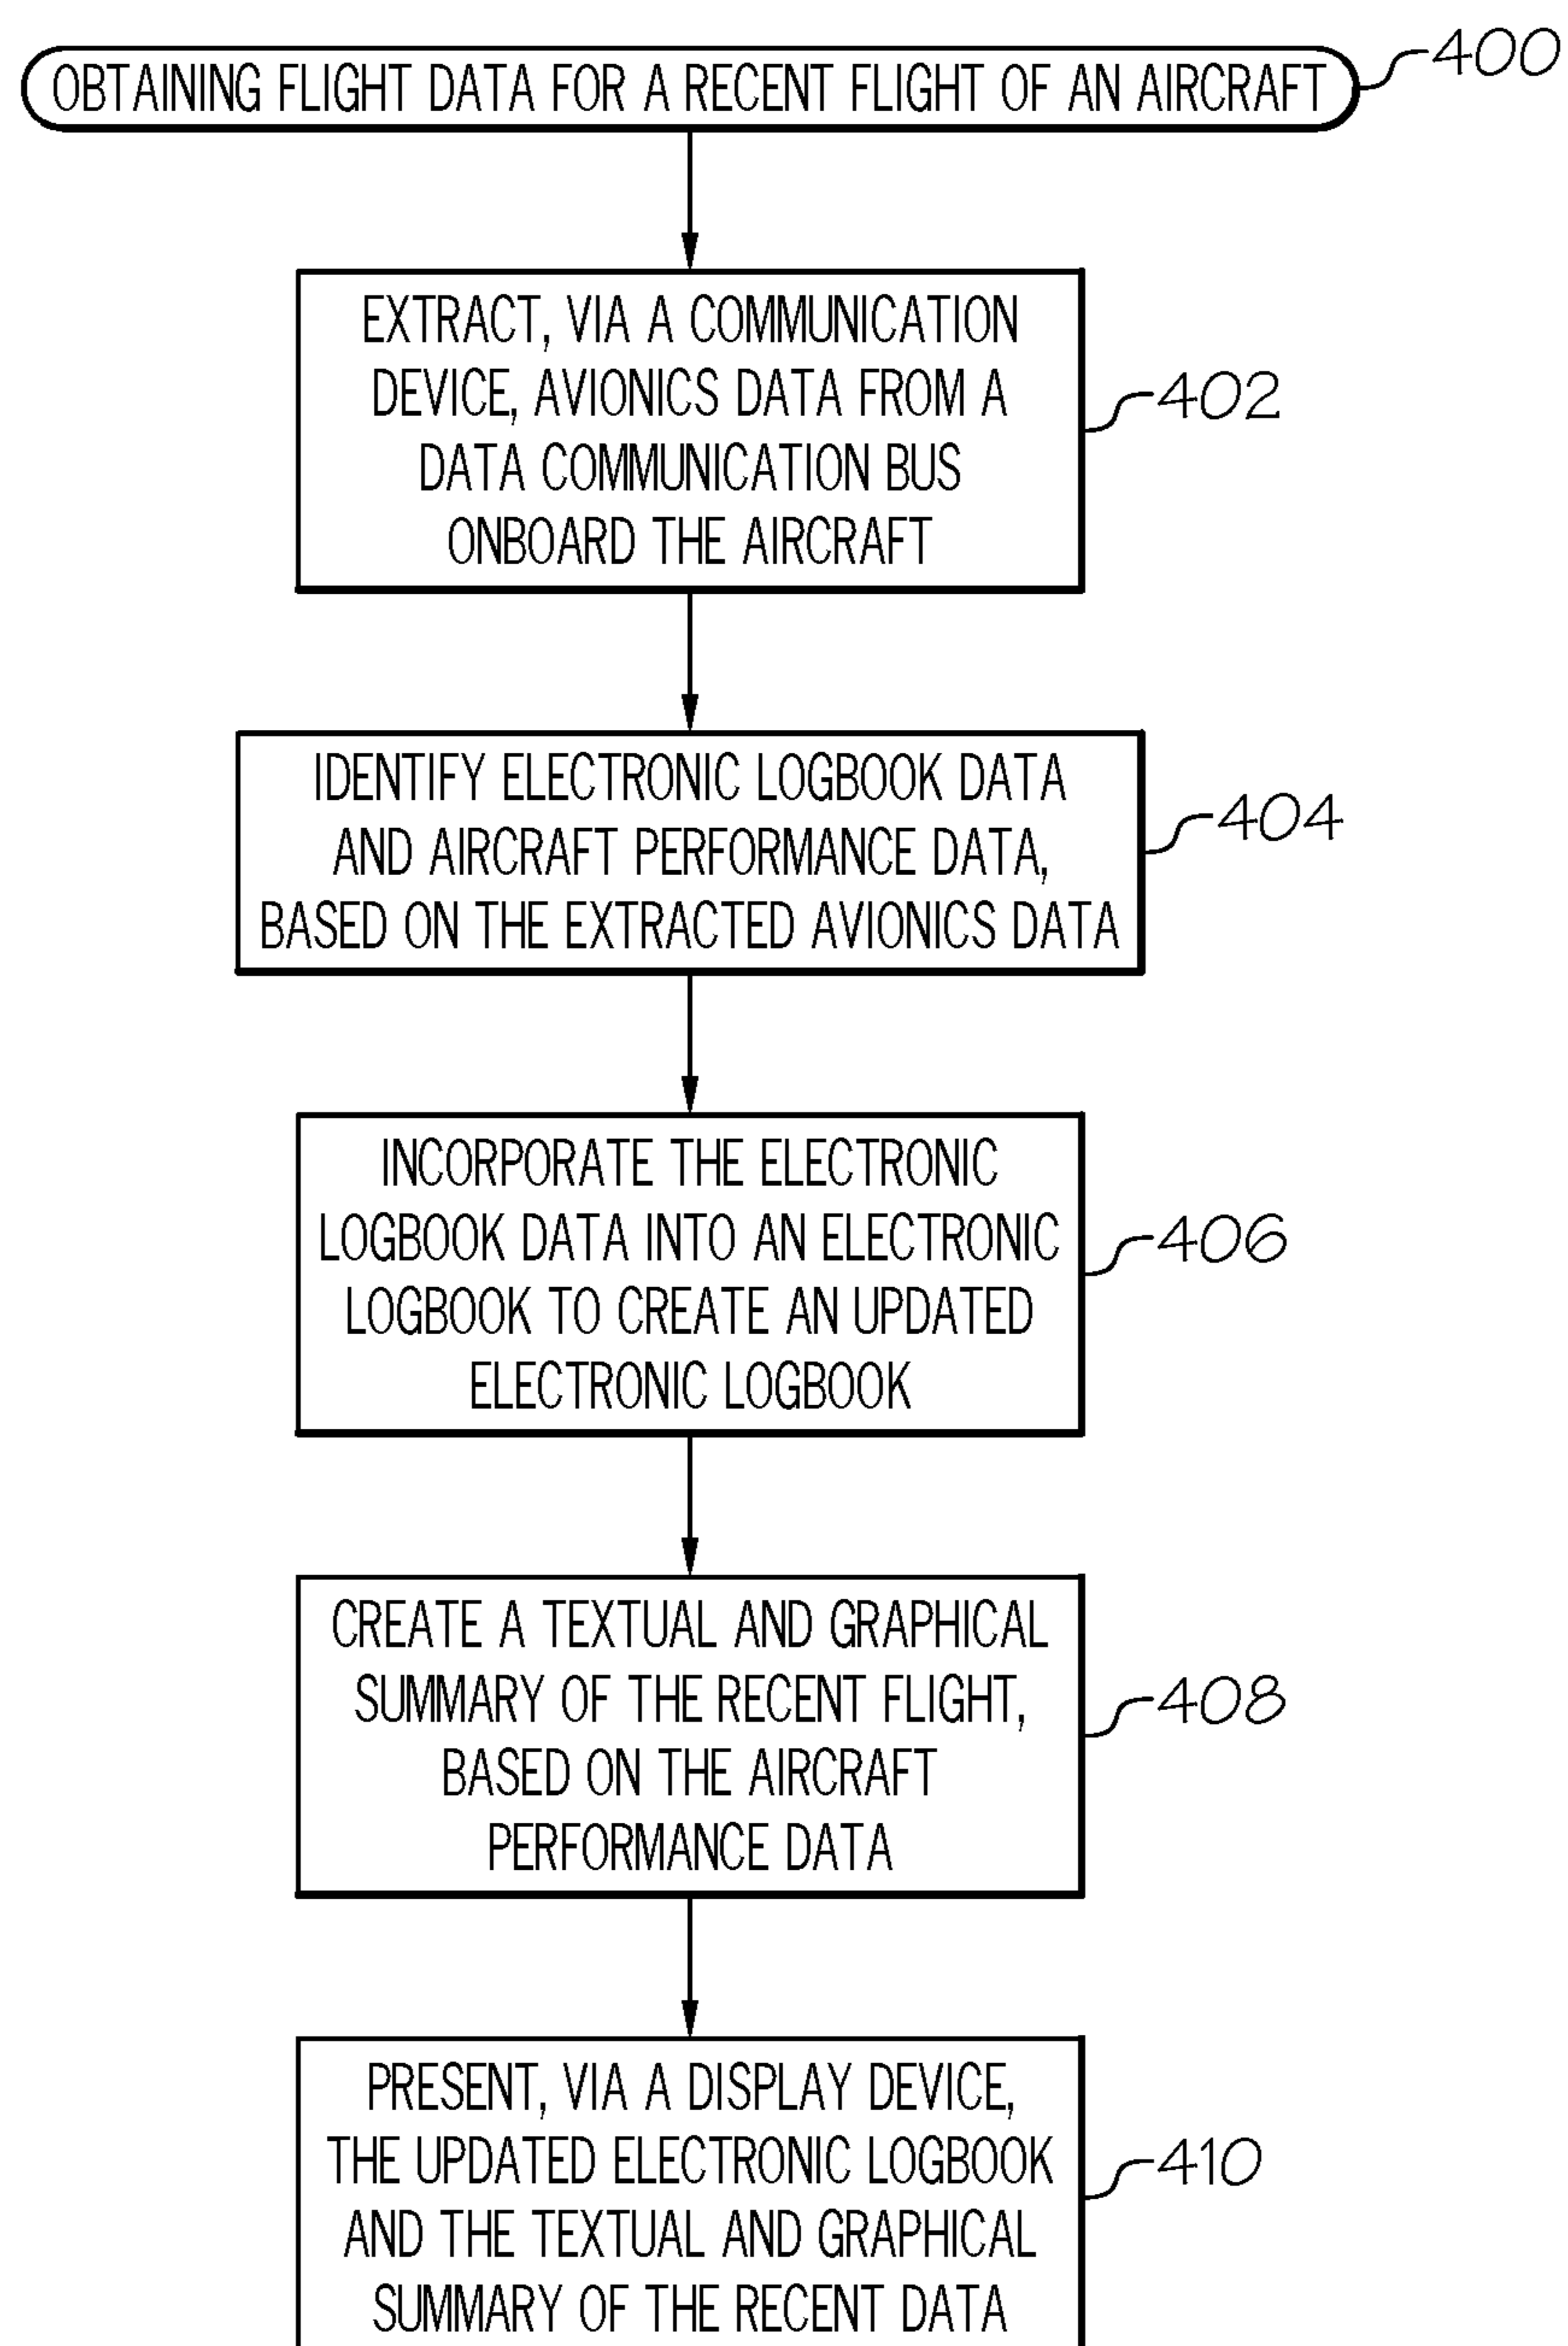 OBTAINING FLIGHT DATA FOR A RECENT FLIGHT OF AN AIRCRAFT
400
EXTRACT, VIA A COMMUNICATION
DEVICE, AVIONICS DATA FROM A
DATA COMMUNICATION BUS
ONBOARD THE AIRCRAFT
402
IDENTIFY ELECTRONIC LOGBOOK DATA
AND AIRCRAFT PERFORMANCE DATA,
BASED ON THE EXTRACTED AVIONICS DATA
404
INCORPORATE THE ELECTRONIC
LOGBOOK DATA INTO AN ELECTRONIC
LOGBOOK TO CREATE AN UPDATED
ELECTRONIC LOGBOOK
406
CREATE A TEXTUAL AND GRAPHICAL
SUMMARY OF THE RECENT FLIGHT,
BASED ON THE AIRCRAFT
PERFORMANCE DATA
408
PRESENT, VIA A DISPLAY DEVICE,
THE UPDATED ELECTRONIC LOGBOOK
AND THE TEXTUAL AND GRAPHICAL
SUMMARY OF THE RECENT DATA
410